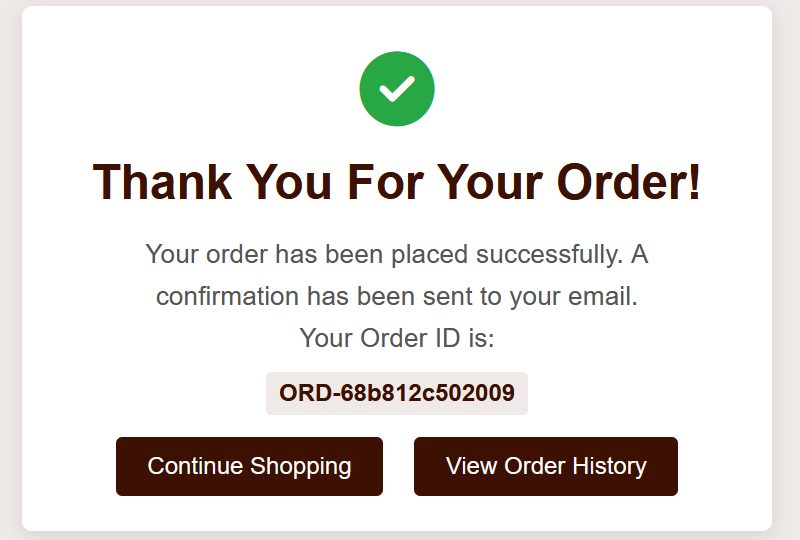 Thank You For Your Order!
Your order has been placed successfully. A
confirmation has been sent to your email.
Your Order ID is:
ORD-68b812c502009
Continue Shopping
View Order History